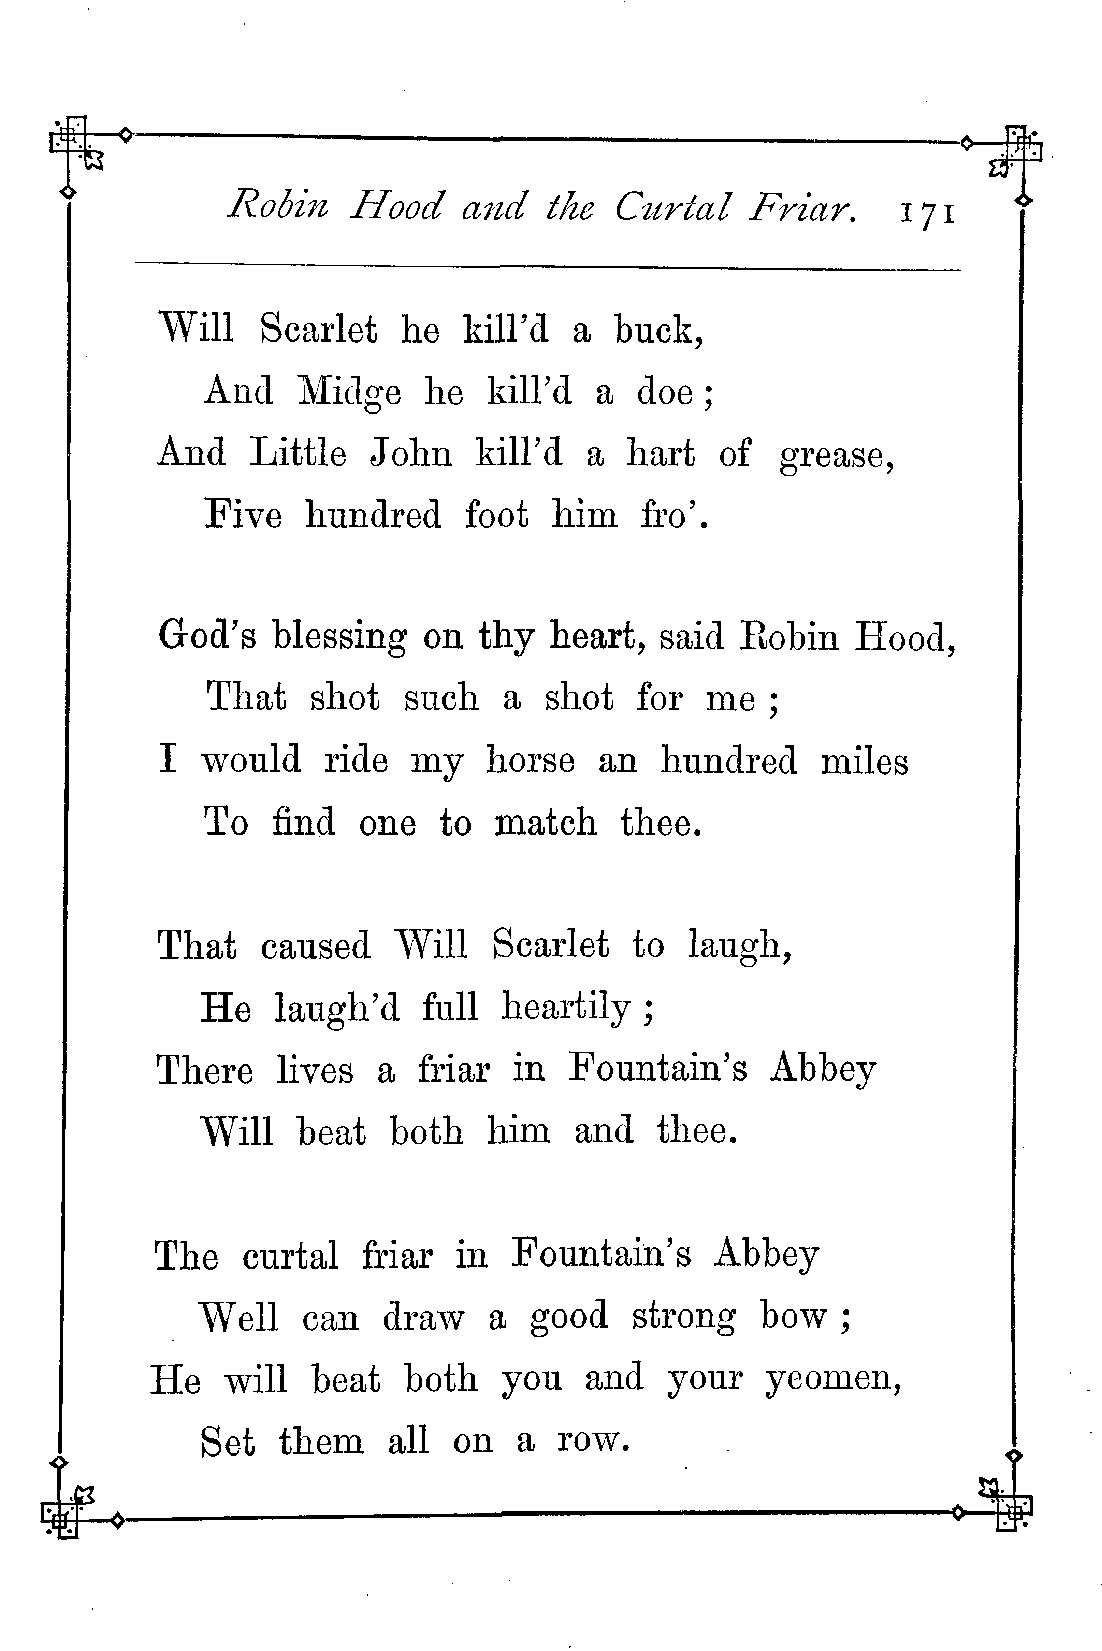 Robin Hood and the Curtal Friar. 171
Will Scarlet he kill'd a buck,
And Midge he kill'd a doe ;
And Little John kill'd a hart of grease,
Five hundred foot him fro'.
God's blessing on thy heart, said Robin Hood,
That shot such a shot for me ;
I would ride my horse an hundred miles
To find one to match thee.
That caused Will Scarlet to laugh,
He laugh'd full heartily ;
There lives a friar in Fountain's Abbey
Will beat both him and thee.
The curtal friar in Fountain's Abbey
Well can draw a good strong bow ;
He will beat both you and your yeomen,
Set them all on a row.